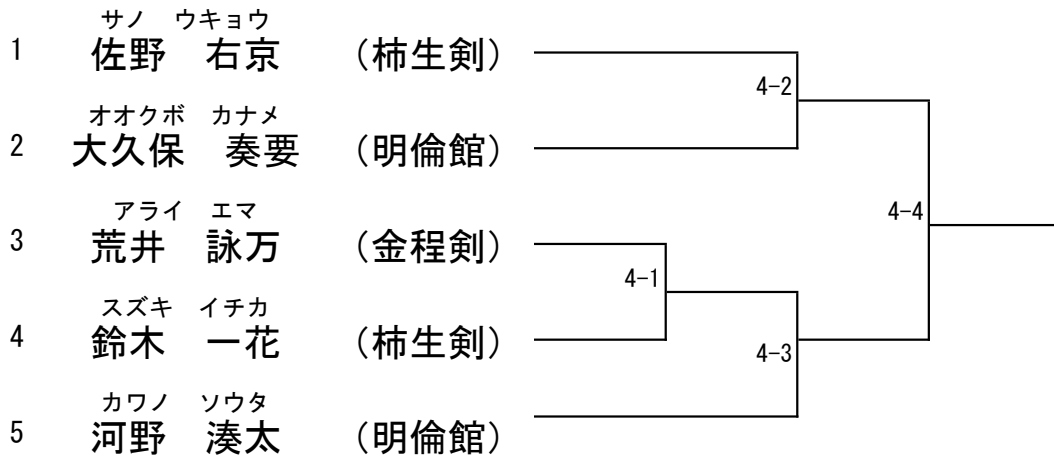 サノ ウキョウ
1 佐野 右京 （柿生剣）
4-2
オオクボ カナメ
2 大久保 奏要 （明倫館）
アライ エマ
4-4
3 荒井 詠万 （金程剣）
4-1
スズキ イチカ
4 鈴木 一花 （柿生剣）
4-3
カワノ ソウタ
5 河野 湊太 （明倫館）